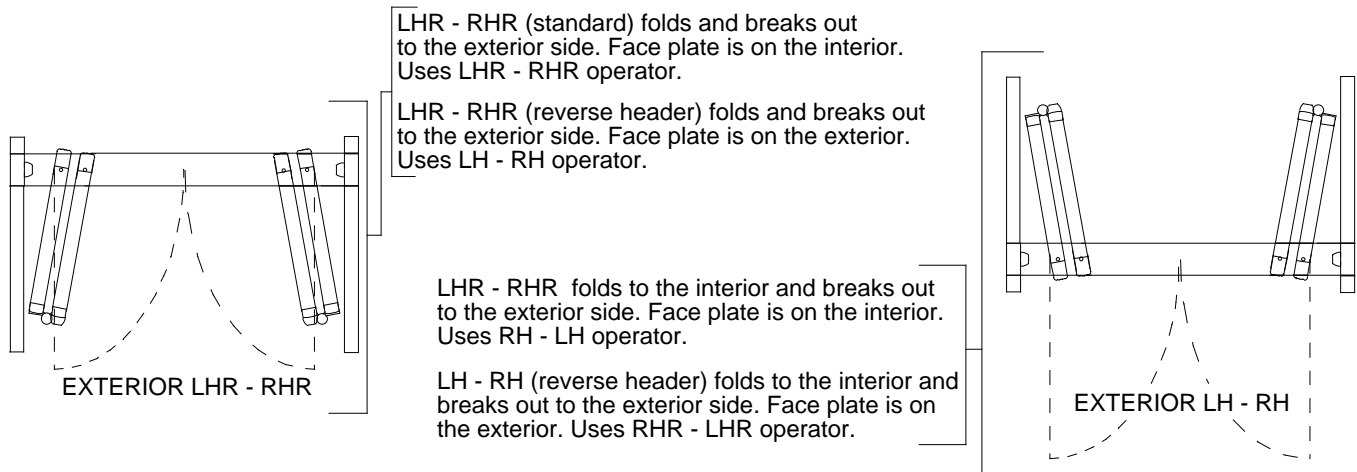 LHR - RHR (standard) folds and breaks out
to the exterior side. Face plate is on the interior.
Uses LHR - RHR operator.
LHR - RHR (reverse header) folds and breaks out
to the exterior side. Face plate is on the exterior.
Uses LH - RH operator.
EXTERIOR LHR - RHR
LHR - RHR folds to the interior and breaks out
to the exterior side. Face plate is on the interior.
Uses RH - LH operator.
LH - RH (reverse header) folds to the interior and
breaks out to the exterior side. Face plate is on
the exterior. Uses RHR - LHR operator.
EXTERIOR LH - RH